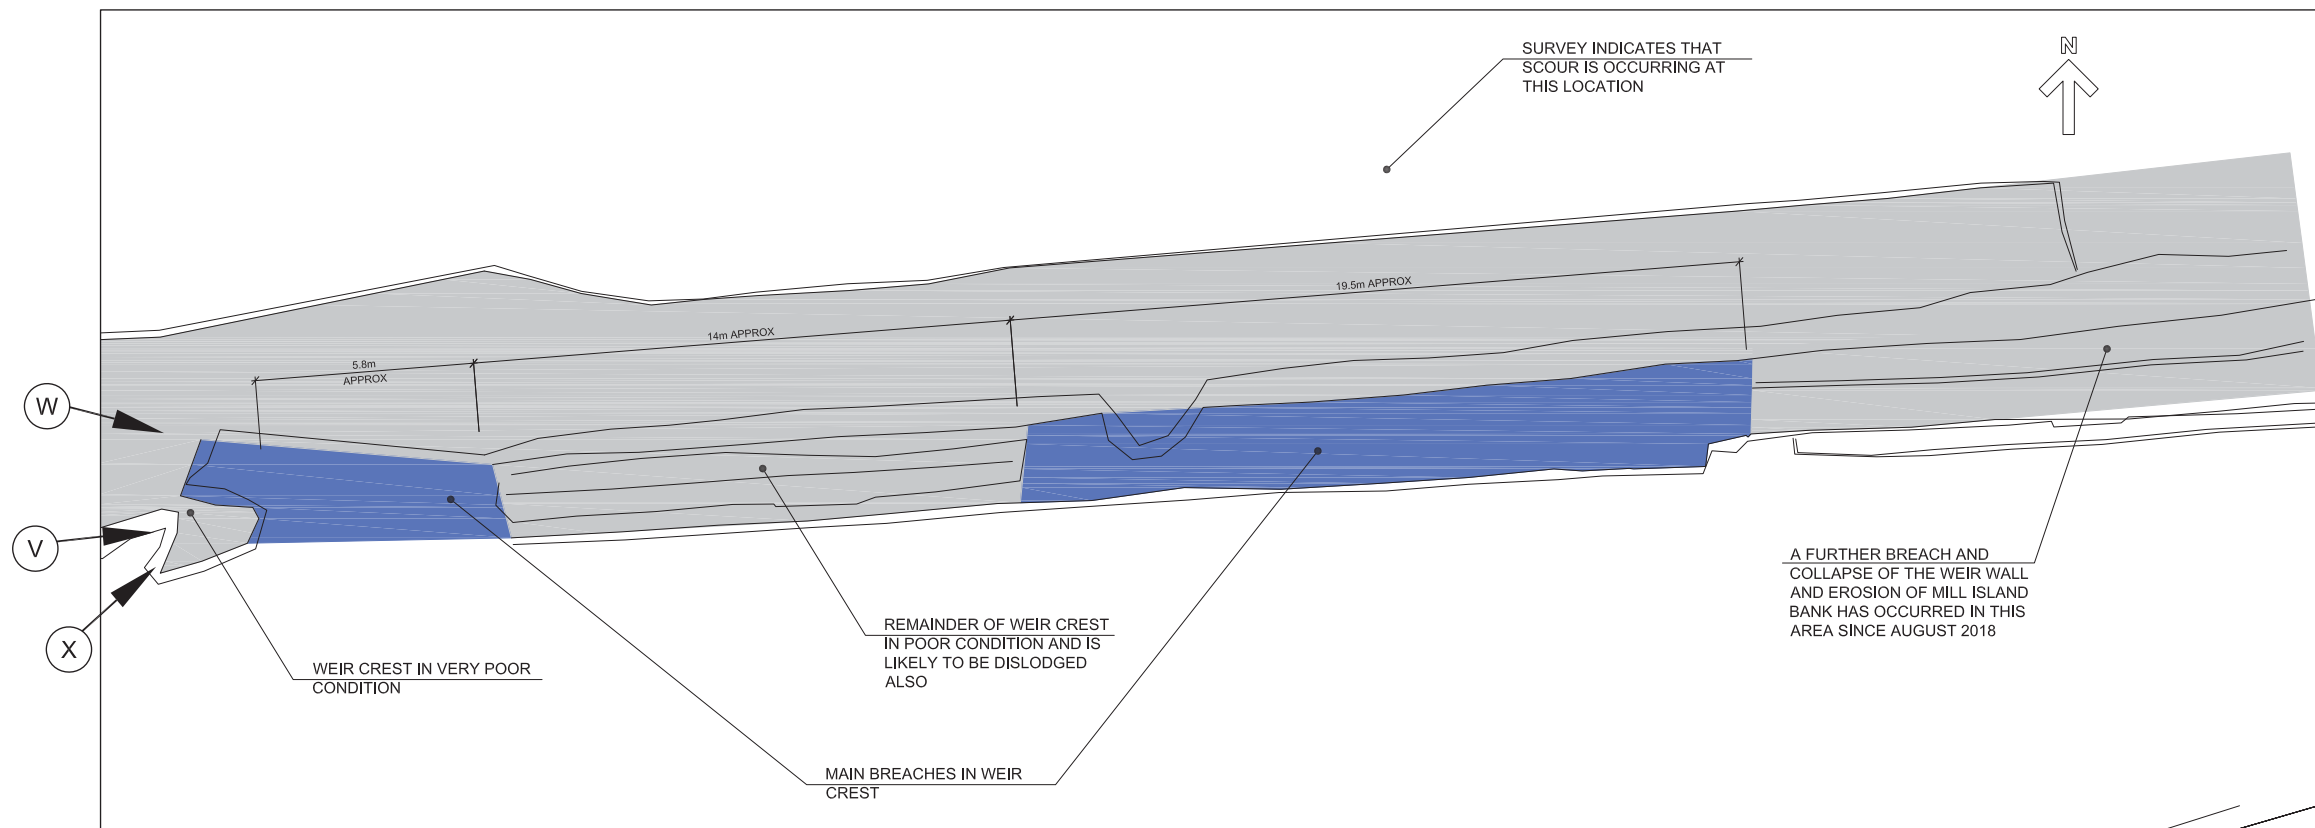 SURVEY INDICATES THAT
SCOUR IS OCCURRING AT
THIS LOCATION
N
19.5m APPROX
14m APPROX
5.8m
APPROX
W
V
X
A FURTHER BREACH AND
COLLAPSE OF THE WEIR WALL
AND EROSION OF MILL ISLAND
BANK HAS OCCURRED IN THIS
AREA SINCE AUGUST 2018
REMAINDER OF WEIR CREST
IN POOR CONDITION AND IS
LIKELY TO BE DISLODGED
ALSO
WEIR CREST IN VERY POOR
CONDITION
MAIN BREACHES IN WEIR
CREST